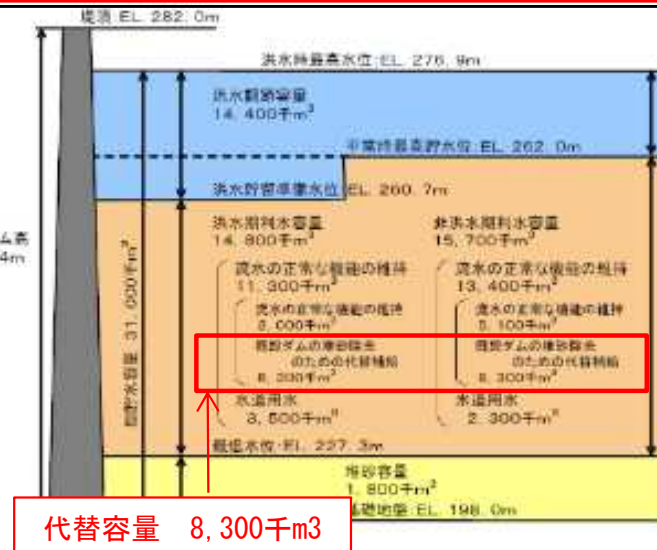 堤頂 EL. 282.0m
洪水時最高水位 EL. 276.9m
洪水調節容量
14,400千m³
平常時最高貯水位 EL. 262.0m
洪水貯留準備水位 EL. 260.7m
ム高
4m
総貯水容量 31,000千m³
洪水期利水容量
14,800千m³
流水の正常な機能の維持
11,300千m³
流水の正常な機能の維持
3,000千m³
既設ダムの堆砂除去
のための代替補給
8,300千m³
水道用水
3,500千m³
非洪水期利水容量
15,700千m³
流水の正常な機能の維持
13,400千m³
流水の正常な機能の維持
5,100千m³
既設ダムの堆砂除去
のための代替補給
8,300千m³
水道用水
2,300千m³
最低水位 EL. 227.3m
堆砂容量
1,800千m³
基礎地盤 EL. 198.0m
代替容量 8,300千m3